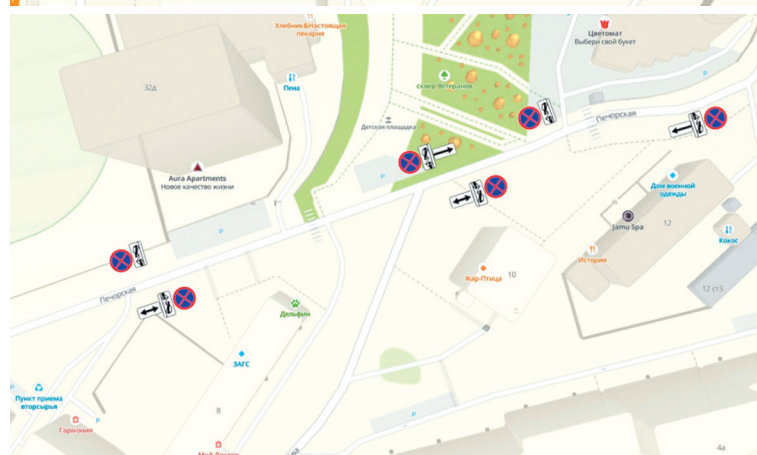 Хлебник&Настоящая
пекарня
Цветомат
Выбери свой букет
32д
Пена
сквер Ветеранов
Р
Детская площадка
Печорская
Р
Aura Apartments
Новое качество жизни
Дом военной
одежды
Jamu Spa
12
Кокос
Р
История
10
Жар-Птица
12 ст3
Печорская
Дельфин
ЗАГС
Пункт приема
вторсырья
Р
8
Р
Гармония
4а